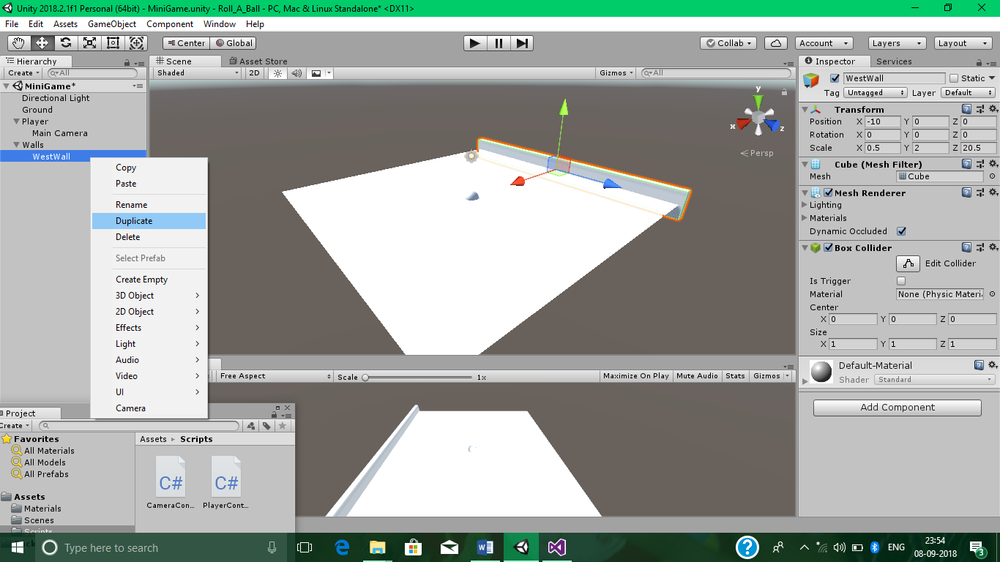 Unity 2018.2.1f1 Personal (64bit) - MiniGame.unity - Roll_A_Ball - PC, Mac & Linux Standalone* <DX11>
File Edit Assets GameObject Component Window Help
Center Global Collab Account Layers Layout
Hierarchy
Create All
MiniGame*
Directional Light
Ground
Player
Main Camera
Walls
WestWall
Copy
Paste
Rename
Duplicate
Delete
Select Prefab
Create Empty
3D Object
2D Object
Effects
Light
Audio
Video
UI
Camera
Scene Asset Store
Shaded 2D Gizmos All
y
x z
Persp
Free Aspect Scale 1x Maximize On Play Mute Audio Stats Gizmos
Inspector Services
WestWall Static
Tag Untagged Layer Default
Transform
Position X -10 Y 0 Z 0
Rotation X 0 Y 0 Z 0
Scale X 0.5 Y 2 Z 20.5
Cube (Mesh Filter)
Mesh Cube
Mesh Renderer
Lighting
Materials
Dynamic Occluded
Box Collider
Edit Collider
Is Trigger
Material None (Physic Materi
Center
X 0 Y 0 Z 0
Size
X 1 Y 1 Z 1
Default-Material
Shader Standard
Add Component
Project
Create
Favorites
All Materials
All Models
All Prefabs
Assets
Materials
Scenes
Scripts
Assets Scripts
C# C#
CameraCon... PlayerCont...
Type here to search
W
ENG
23:54
08-09-2018
3